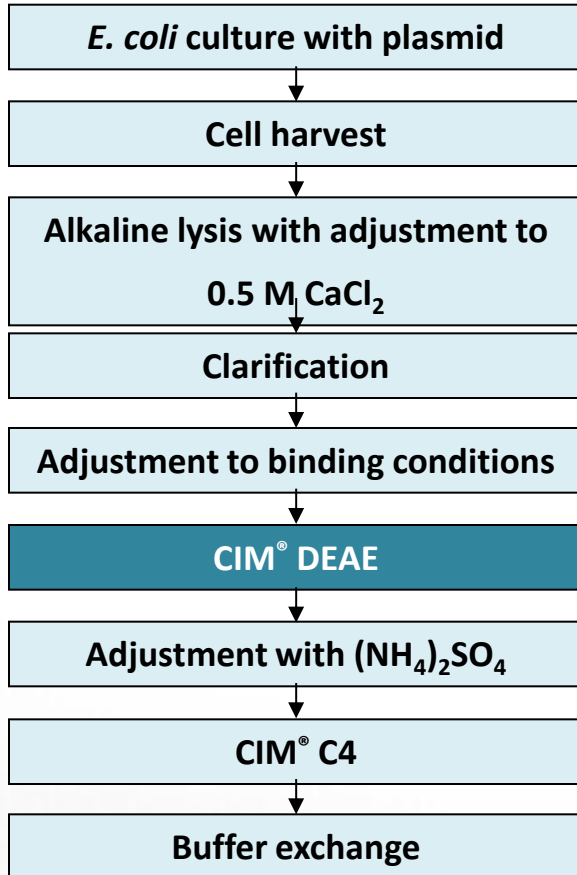 E. coli culture with plasmid
Cell harvest
Alkaline lysis with adjustment to
0.5 M CaCl₂
Clarification
Adjustment to binding conditions
CIM® DEAE
Adjustment with (NH₄)₂SO₄
CIM® C4
Buffer exchange